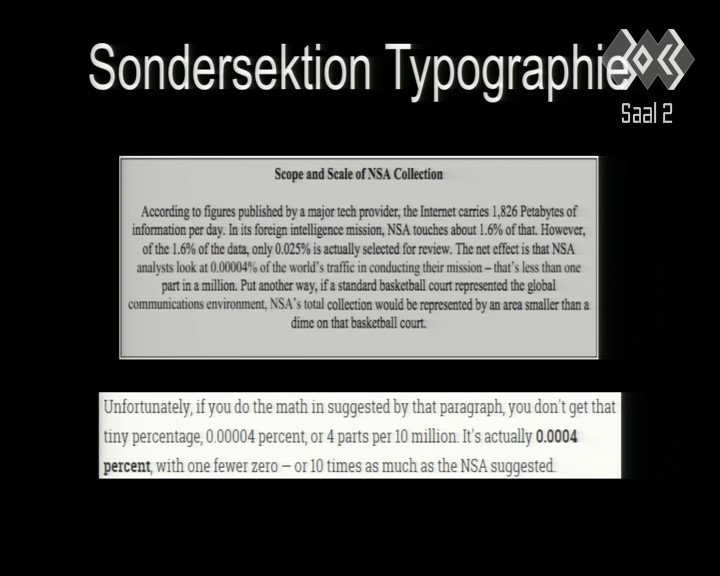 Sondersektion Typographie
Saal 2
Scope and Scale of NSA Collection
According to figures published by a major tech provider, the Internet carries 1,826 Petabytes of
information per day. In its foreign intelligence mission, NSA touches about 1.6% of that. However,
of the 1.6% of the data, only 0.025% is actually selected for review. The net effect is that NSA
analysts look at 0.00004% of the world's traffic in conducting their mission – that's less than one
part in a million. Put another way, if a standard basketball court represented the global
communications environment, NSA's total collection would be represented by an area smaller than a
dime on that basketball court.
Unfortunately, if you do the math in suggested by that paragraph, you don't get that
tiny percentage, 0.00004 percent, or 4 parts per 10 million. It's actually 0.0004
percent, with one fewer zero — or 10 times as much as the NSA suggested.